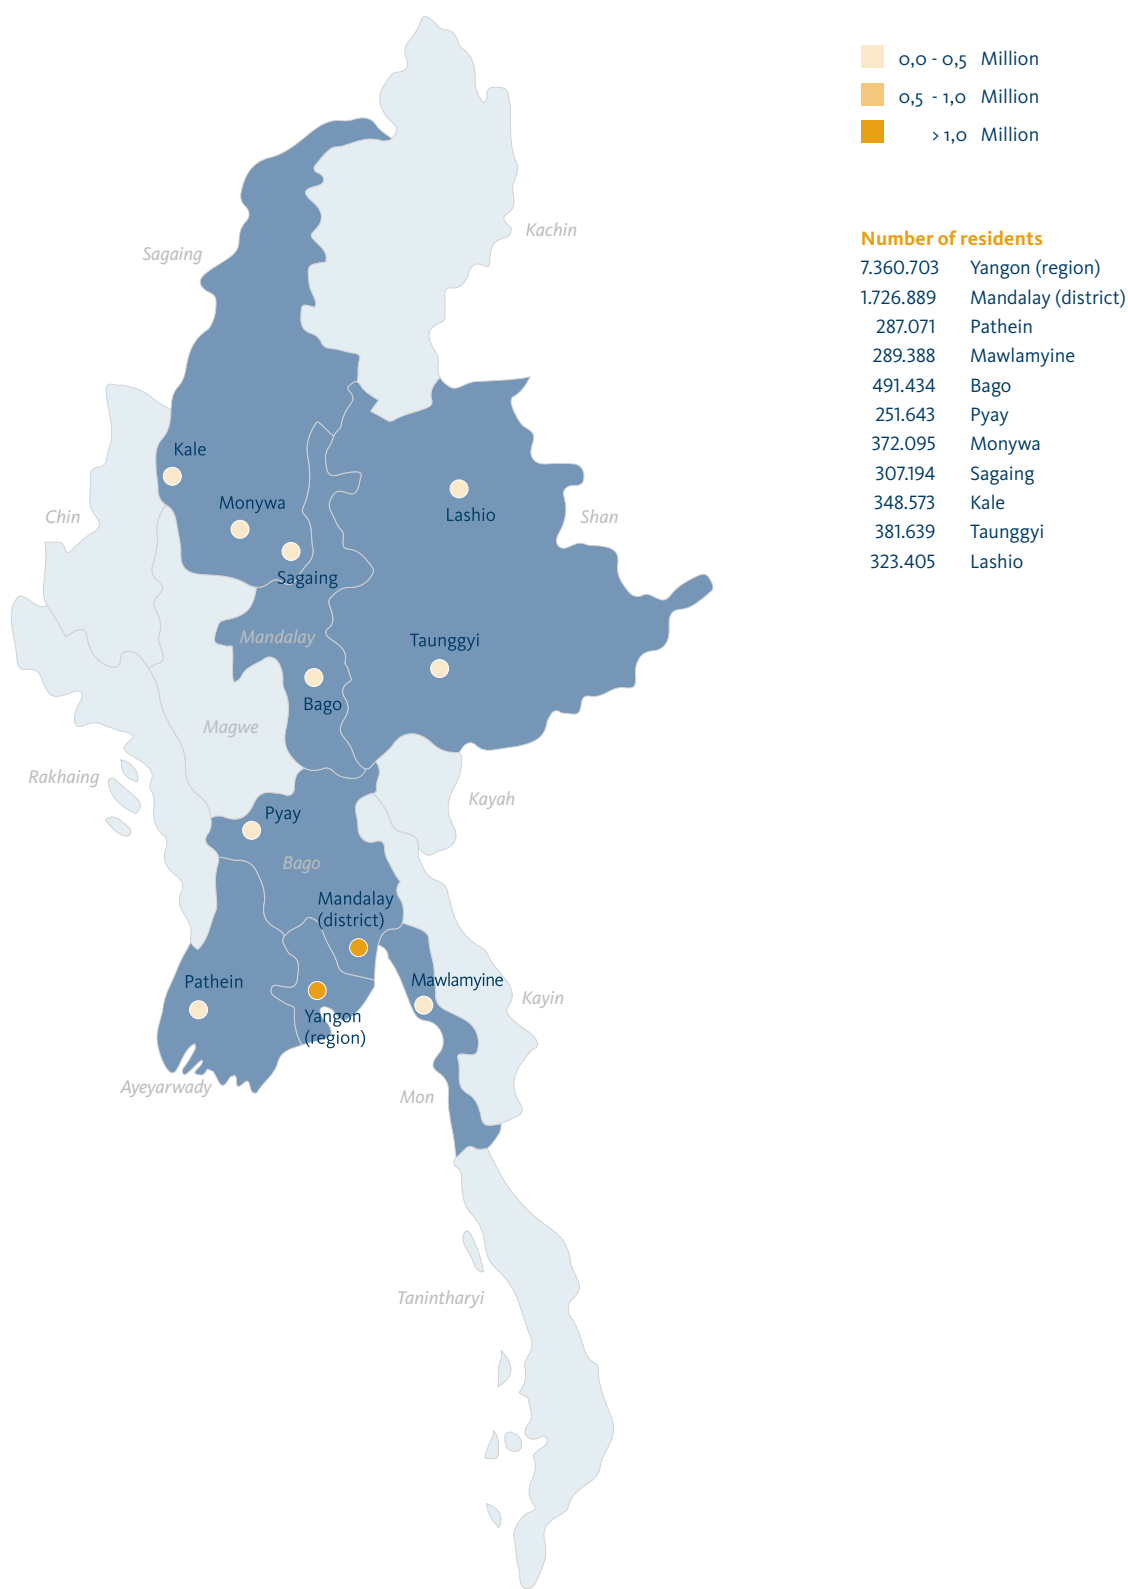 0,0 - 0,5 Million
0,5 - 1,0 Million
> 1,0 Million
Number of residents
7.360.703 Yangon (region)
1.726.889 Mandalay (district)
287.071 Pathein
289.388 Mawlamyine
491.434 Bago
251.643 Pyay
372.095 Monywa
307.194 Sagaing
348.573 Kale
381.639 Taunggyi
323.405 Lashio
Kachin
Sagaing
Kale
Monywa
Lashio
Chin
Shan
Sagaing
Mandalay
Taunggyi
Bago
Magwe
Rakhaing
Kayah
Pyay
Bago
Mandalay
(district)
Pathein
Mawlamyine
Kayin
Yangon
(region)
Ayeyarwady
Mon
Tanintharyi